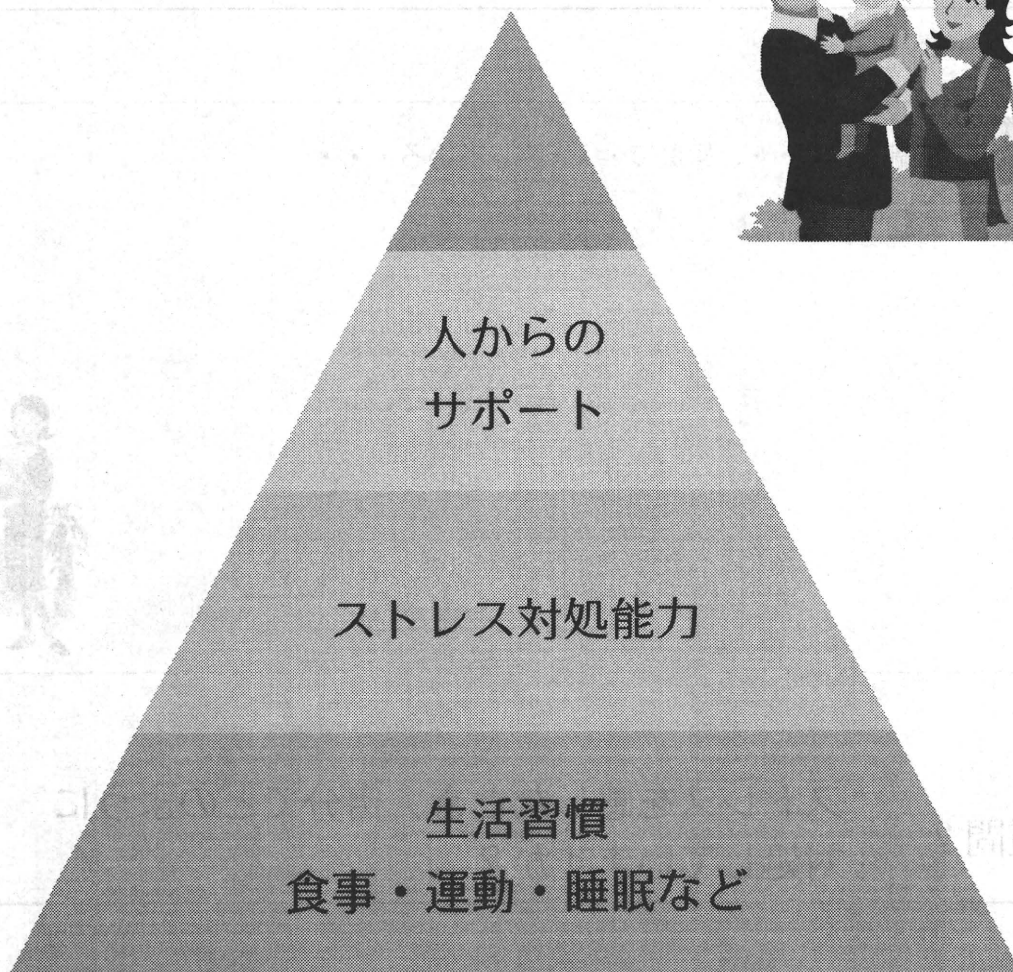 人からの
サポート
ストレス対処能力
生活習慣
食事・運動・睡眠など